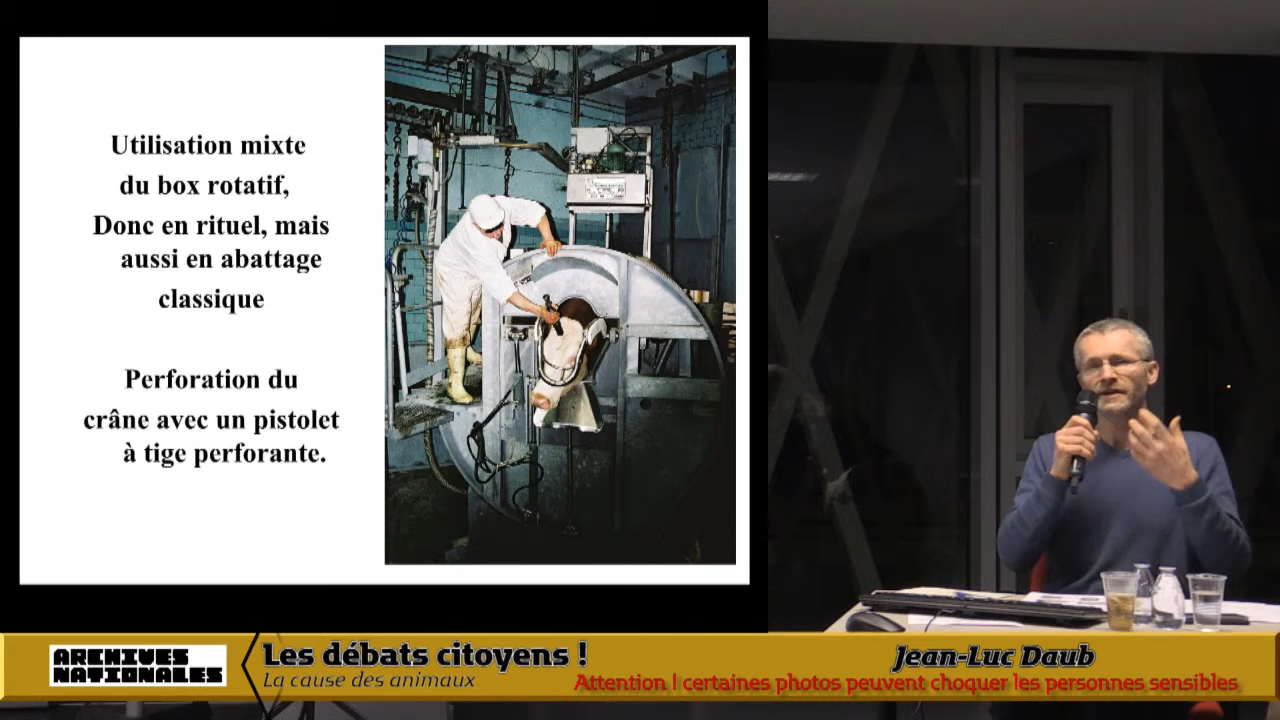 Utilisation mixte
du box rotatif,
Donc en rituel, mais
aussi en abattage
classique
Perforation du
crâne avec un pistolet
à tige perforante.
ARCHIVES
NATIONALES
Les débats citoyens !
La cause des animaux
Jean-Luc Daub
Attention ! certaines photos peuvent choquer les personnes sensibles